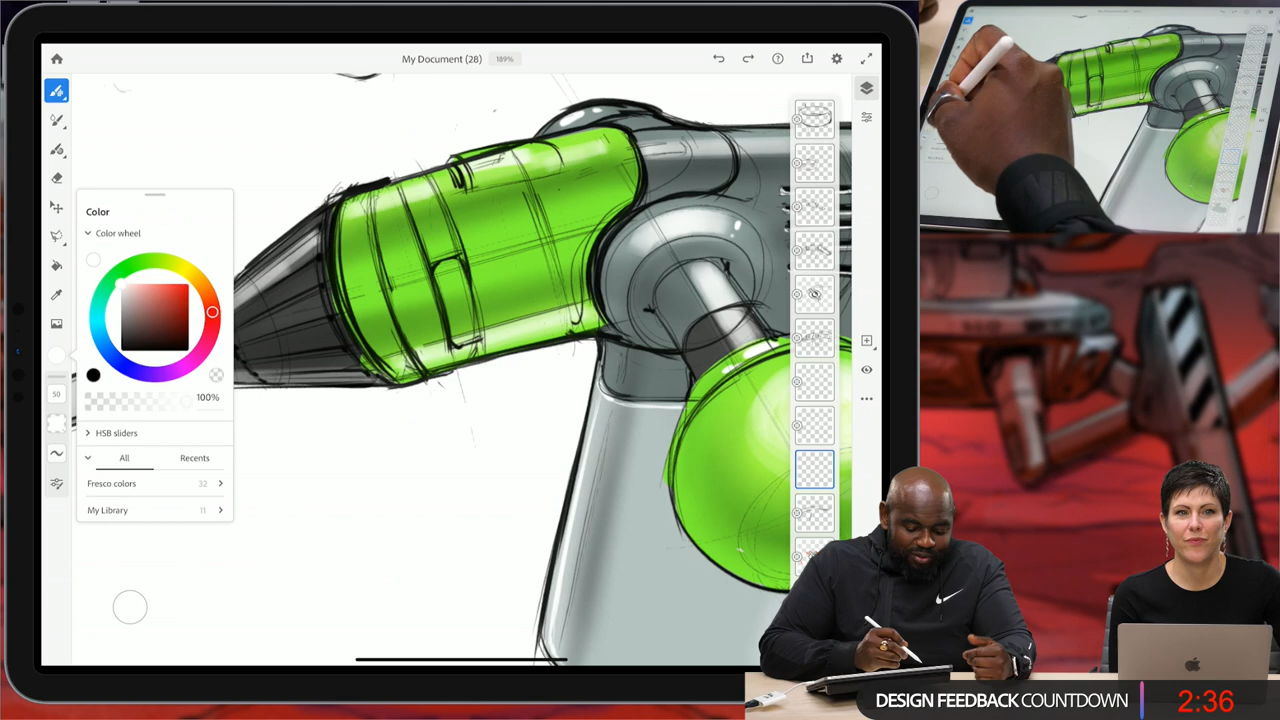 My Document (28) 189%
Color
Color wheel
50
100%
HSB sliders
All Recents
Fresco colors 32
My Library 11
DESIGN FEEDBACK COUNTDOWN 2:36